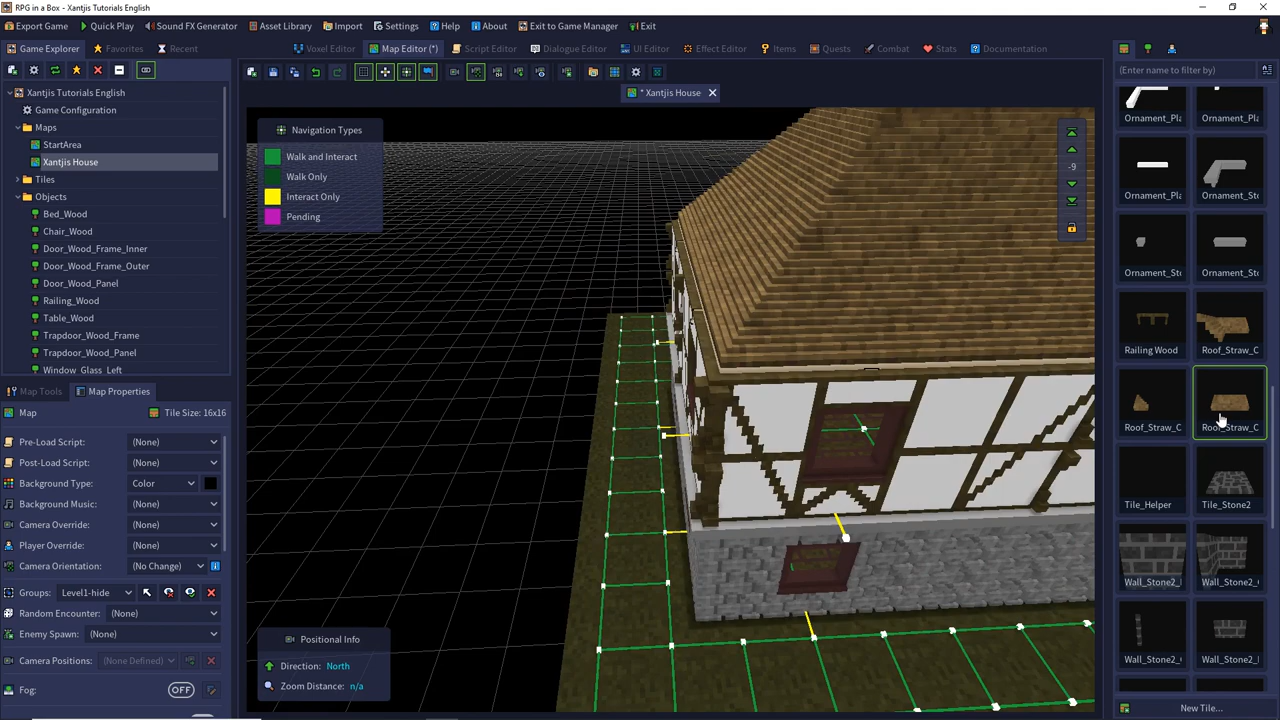 RPG in a Box - Xantjis Tutorials English
Export Game
Quick Play
Sound FX Generator
Asset Library
Import
Settings
Help
About
Exit to Game Manager
Exit
Game Explorer
Favorites
Recent
Voxel Editor
Map Editor (*)
Script Editor
Dialogue Editor
UI Editor
Effect Editor
Items
Quests
Combat
Stats
Documentation
* Xantjis House
(Enter name to filter by)
Xantjis Tutorials English
Game Configuration
Maps
StartArea
Xantjis House
Tiles
Objects
Bed_Wood
Chair_Wood
Door_Wood_Frame_Inner
Door_Wood_Frame_Outer
Door_Wood_Panel
Railing_Wood
Table_Wood
Trapdoor_Wood_Frame
Trapdoor_Wood_Panel
Window_Glass_Left
Map Tools
Map Properties
Map
Tile Size: 16x16
Pre-Load Script: (None)
Post-Load Script: (None)
Background Type: Color
Background Music: (None)
Camera Override: (None)
Player Override: (None)
Camera Orientation: (No Change)
Groups: Level1-hide
Random Encounter: (None)
Enemy Spawn: (None)
Camera Positions: (None Defined)
Fog: OFF
Navigation Types
Walk and Interact
Walk Only
Interact Only
Pending
-9
Positional Info
Direction: North
Zoom Distance: n/a
Ornament_Pla
Ornament_Pla
Ornament_Pla
Ornament_Sto
Ornament_Sto
Ornament_Sto
Railing Wood
Roof_Straw_C
Roof_Straw_C
Roof_Straw_C
Tile_Helper
Tile_Stone2
Wall_Stone2_
Wall_Stone2_
Wall_Stone2_
Wall_Stone2_
New Tile...